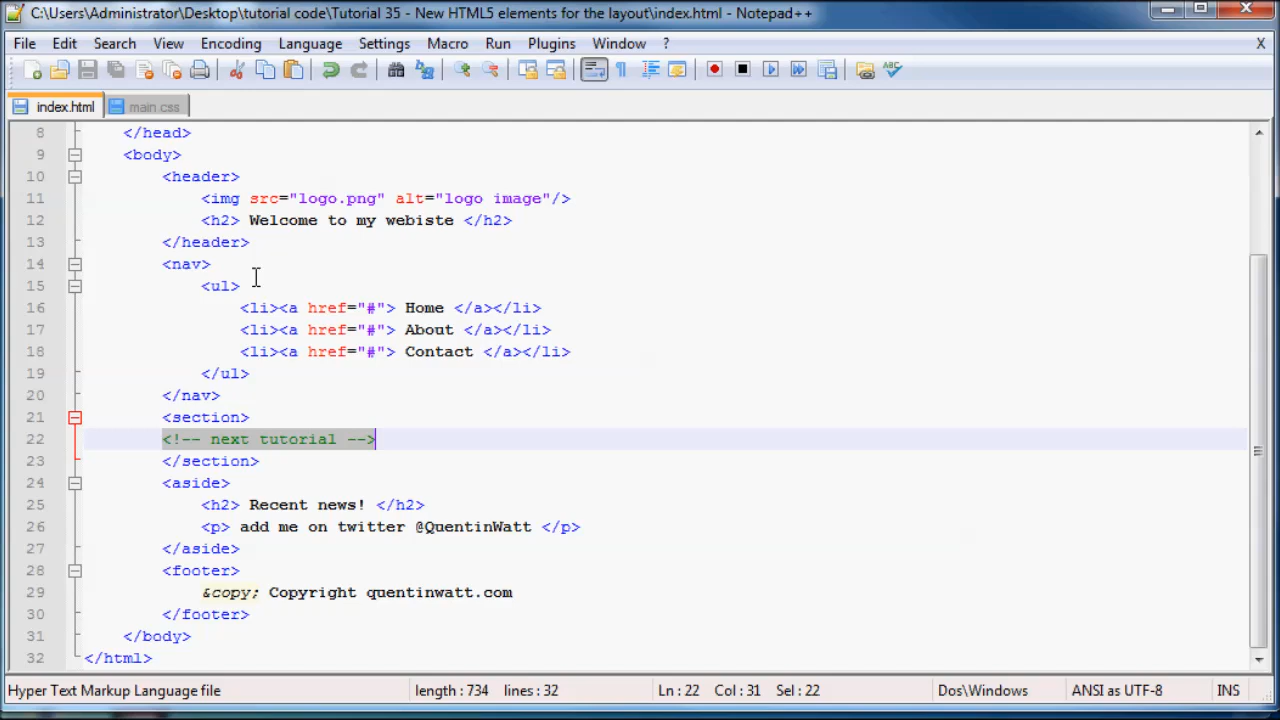 C:\Users\Administrator\Desktop\tutorial code\Tutorial 35 - New HTML5 elements for the layout\index.html - Notepad++
File Edit Search View Encoding Language Settings Macro Run Plugins Window ? X
ABC
index.html main.css
8 </head>
9 <body>
10 <header>
11 <img src="logo.png" alt="logo image"/>
12 <h2> Welcome to my webiste </h2>
13 </header>
14 <nav>
15 <ul>
16 <li><a href="#"> Home </a></li>
17 <li><a href="#"> About </a></li>
18 <li><a href="#"> Contact </a></li>
19 </ul>
20 </nav>
21 <section>
22 <!-- next tutorial -->
23 </section>
24 <aside>
25 <h2> Recent news! </h2>
26 <p> add me on twitter @QuentinWatt </p>
27 </aside>
28 <footer>
29 &copy; Copyright quentinwatt.com
30 </footer>
31 </body>
32 </html>
Hyper Text Markup Language file length : 734 lines : 32 Ln : 22 Col : 31 Sel : 22 Dos\Windows ANSI as UTF-8 INS